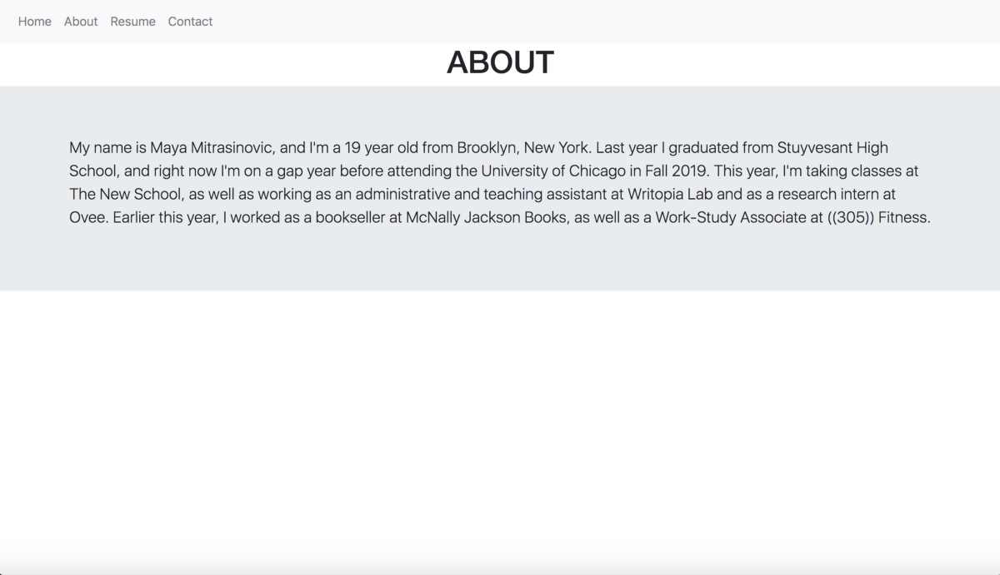 Home About Resume Contact
ABOUT
My name is Maya Mitrasinovic, and I'm a 19 year old from Brooklyn, New York. Last year I graduated from Stuyvesant High
School, and right now I'm on a gap year before attending the University of Chicago in Fall 2019. This year, I'm taking classes at
The New School, as well as working as an administrative and teaching assistant at Writopia Lab and as a research intern at
Ovee. Earlier this year, I worked as a bookseller at McNally Jackson Books, as well as a Work-Study Associate at ((305)) Fitness.